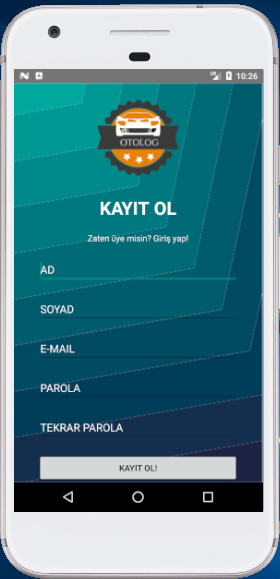 10:26
OTOLOG
KAYIT OL
Zaten üye misin? Giriş yap!
AD
SOYAD
E-MAIL
PAROLA
TEKRAR PAROLA
KAYIT OL!